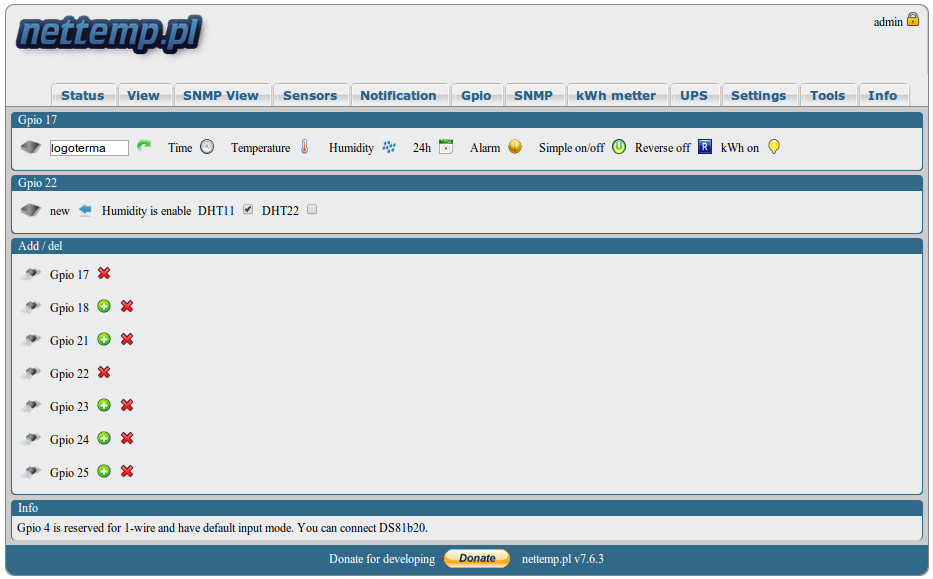 nettemp.pl
admin
Status View SNMP View Sensors Notification Gpio SNMP kWh metter UPS Settings Tools Info
Gpio 17
logoterma Time Temperature Humidity 24h Alarm Simple on/off Reverse off R kWh on
Gpio 22
new Humidity is enable DHT11 DHT22
Add / del
Gpio 17
Gpio 18
Gpio 21
Gpio 22
Gpio 23
Gpio 24
Gpio 25
Info
Gpio 4 is reserved for 1-wire and have default input mode. You can connect DS81b20.
Donate for developing Donate nettemp.pl v7.6.3